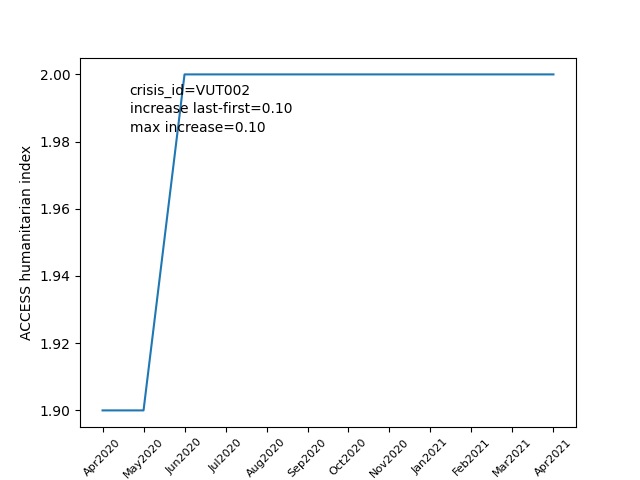 2.00
1.98
1.96
1.94
1.92
1.90
ACCESS humanitarian index
crisis_id=VUT002
increase last-first=0.10
max increase=0.10
Apr2020
May2020
Jun2020
Jul2020
Aug2020
Sep2020
Oct2020
Nov2020
Jan2021
Feb2021
Mar2021
Apr2021